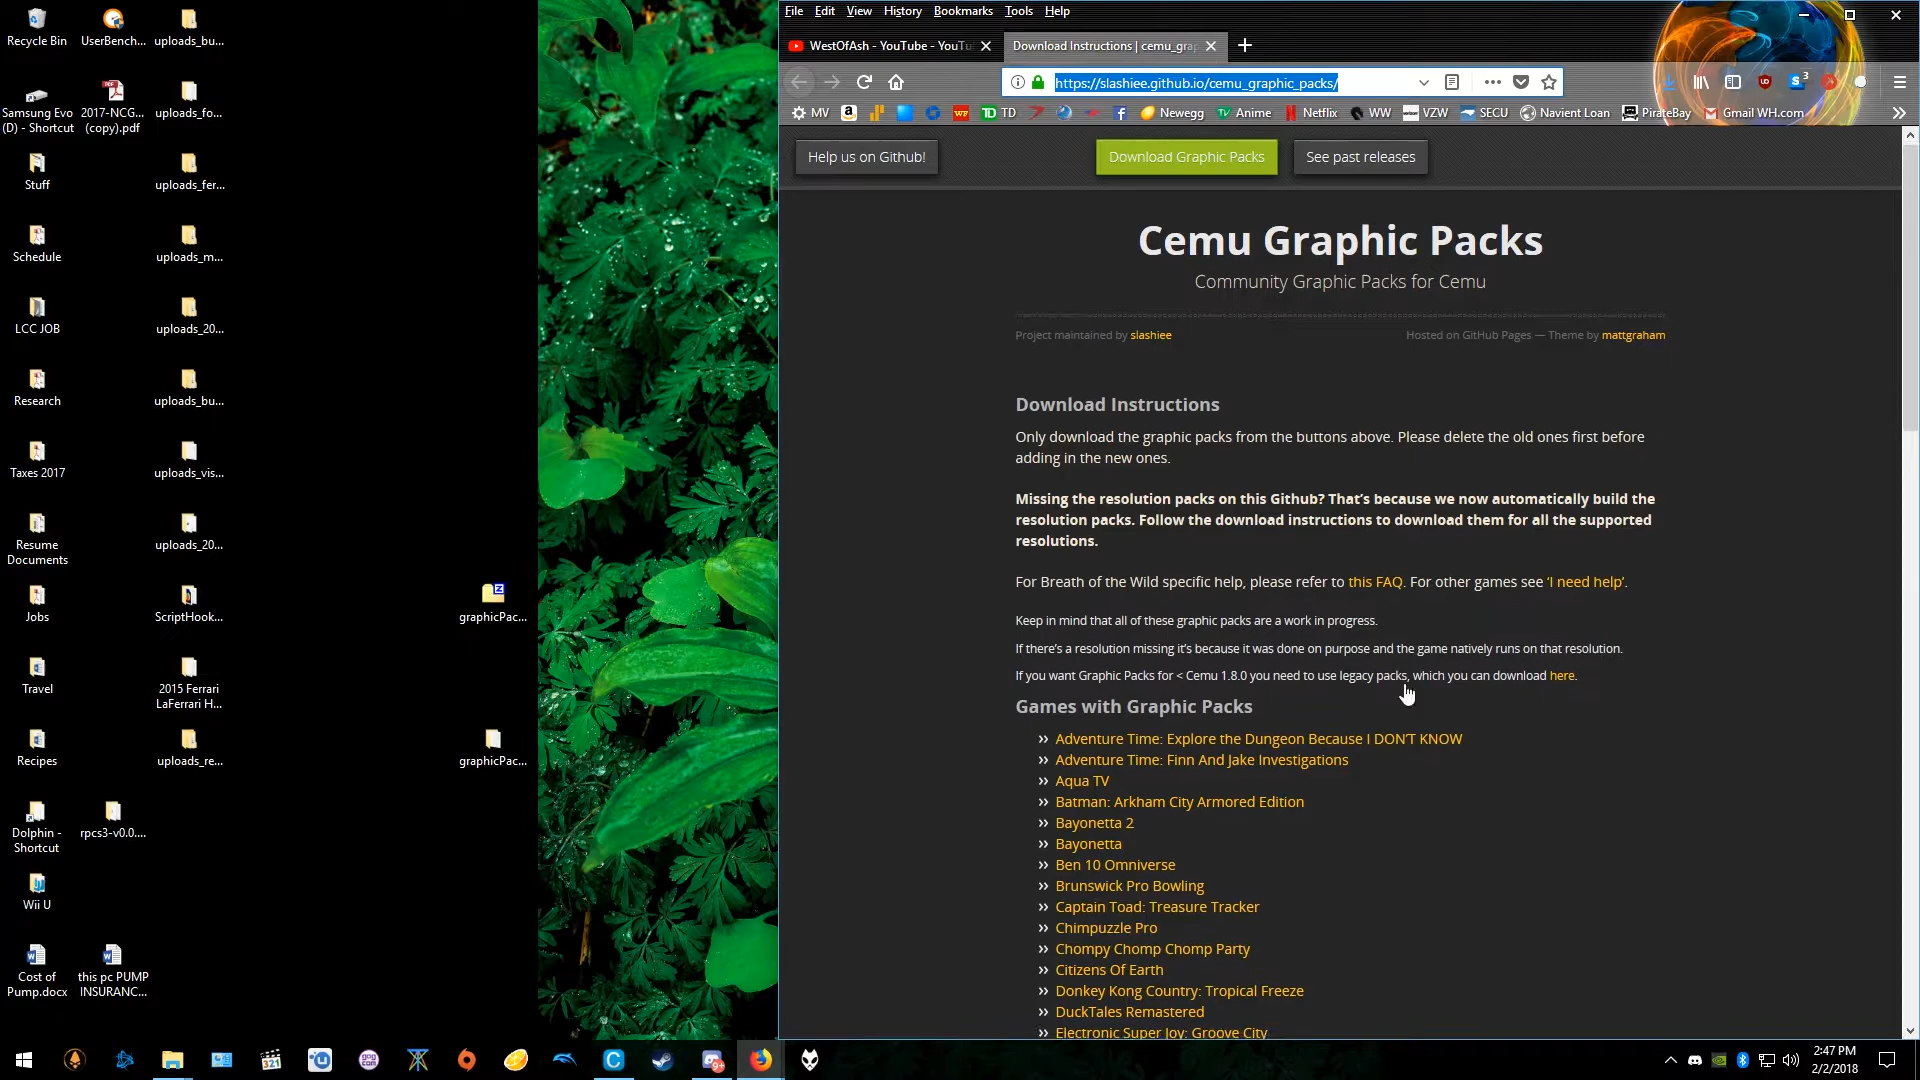 Recycle Bin
UserBench...
uploads_bu...
Samsung Evo
(D) - Shortcut
2017-NCG...
(copy).pdf
uploads_fo...
Stuff
uploads_fer...
Schedule
uploads_m...
LCC JOB
uploads_20...
Research
uploads_bu...
Taxes 2017
uploads_vis...
Resume
Documents
uploads_20...
Jobs
ScriptHook...
graphicPac...
Travel
2015 Ferrari
LaFerrari H...
Recipes
uploads_re...
graphicPac...
Dolphin -
Shortcut
rpcs3-v0.0....
Wii U
Cost of
Pump.docx
this pc PUMP
INSURANC...
File Edit View History Bookmarks Tools Help
WestOfAsh - YouTube - YouTu
Download Instructions | cemu_gra
https://slashiee.github.io/cemu_graphic_packs/
3
MV
WF
TD
Newegg
TV Anime
Netflix
WW
VZW
SECU
Navient Loan
PirateBay
Gmail WH.com
Help us on Github!
Download Graphic Packs
See past releases
Cemu Graphic Packs
Community Graphic Packs for Cemu
Project maintained by slashiee
Hosted on GitHub Pages — Theme by mattgraham
Download Instructions
Only download the graphic packs from the buttons above. Please delete the old ones first before
adding in the new ones.
Missing the resolution packs on this Github? That's because we now automatically build the
resolution packs. Follow the download instructions to download them for all the supported
resolutions.
For Breath of the Wild specific help, please refer to this FAQ. For other games see 'I need help'.
Keep in mind that all of these graphic packs are a work in progress.
If there's a resolution missing it's because it was done on purpose and the game natively runs on that resolution.
If you want Graphic Packs for < Cemu 1.8.0 you need to use legacy packs, which you can download here.
Games with Graphic Packs
›› Adventure Time: Explore the Dungeon Because I DON'T KNOW
›› Adventure Time: Finn And Jake Investigations
›› Aqua TV
›› Batman: Arkham City Armored Edition
›› Bayonetta 2
›› Bayonetta
›› Ben 10 Omniverse
›› Brunswick Pro Bowling
›› Captain Toad: Treasure Tracker
›› Chimpuzzle Pro
›› Chompy Chomp Chomp Party
›› Citizens Of Earth
›› Donkey Kong Country: Tropical Freeze
›› DuckTales Remastered
›› Electronic Super Joy: Groove City
321
gog
com
9+
2:47 PM
2/2/2018